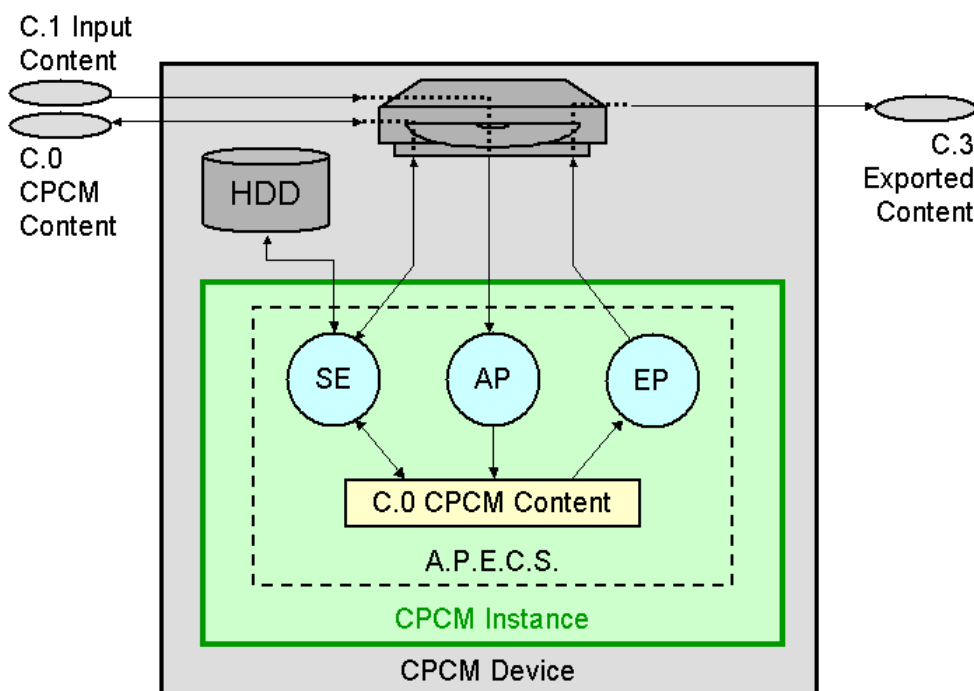 C.1 Input
Content
C.0
CPCM
Content
HDD
C.3
Exported
Content
SE
AP
EP
C.0 CPCM Content
A.P.E.C.S.
CPCM Instance
CPCM Device